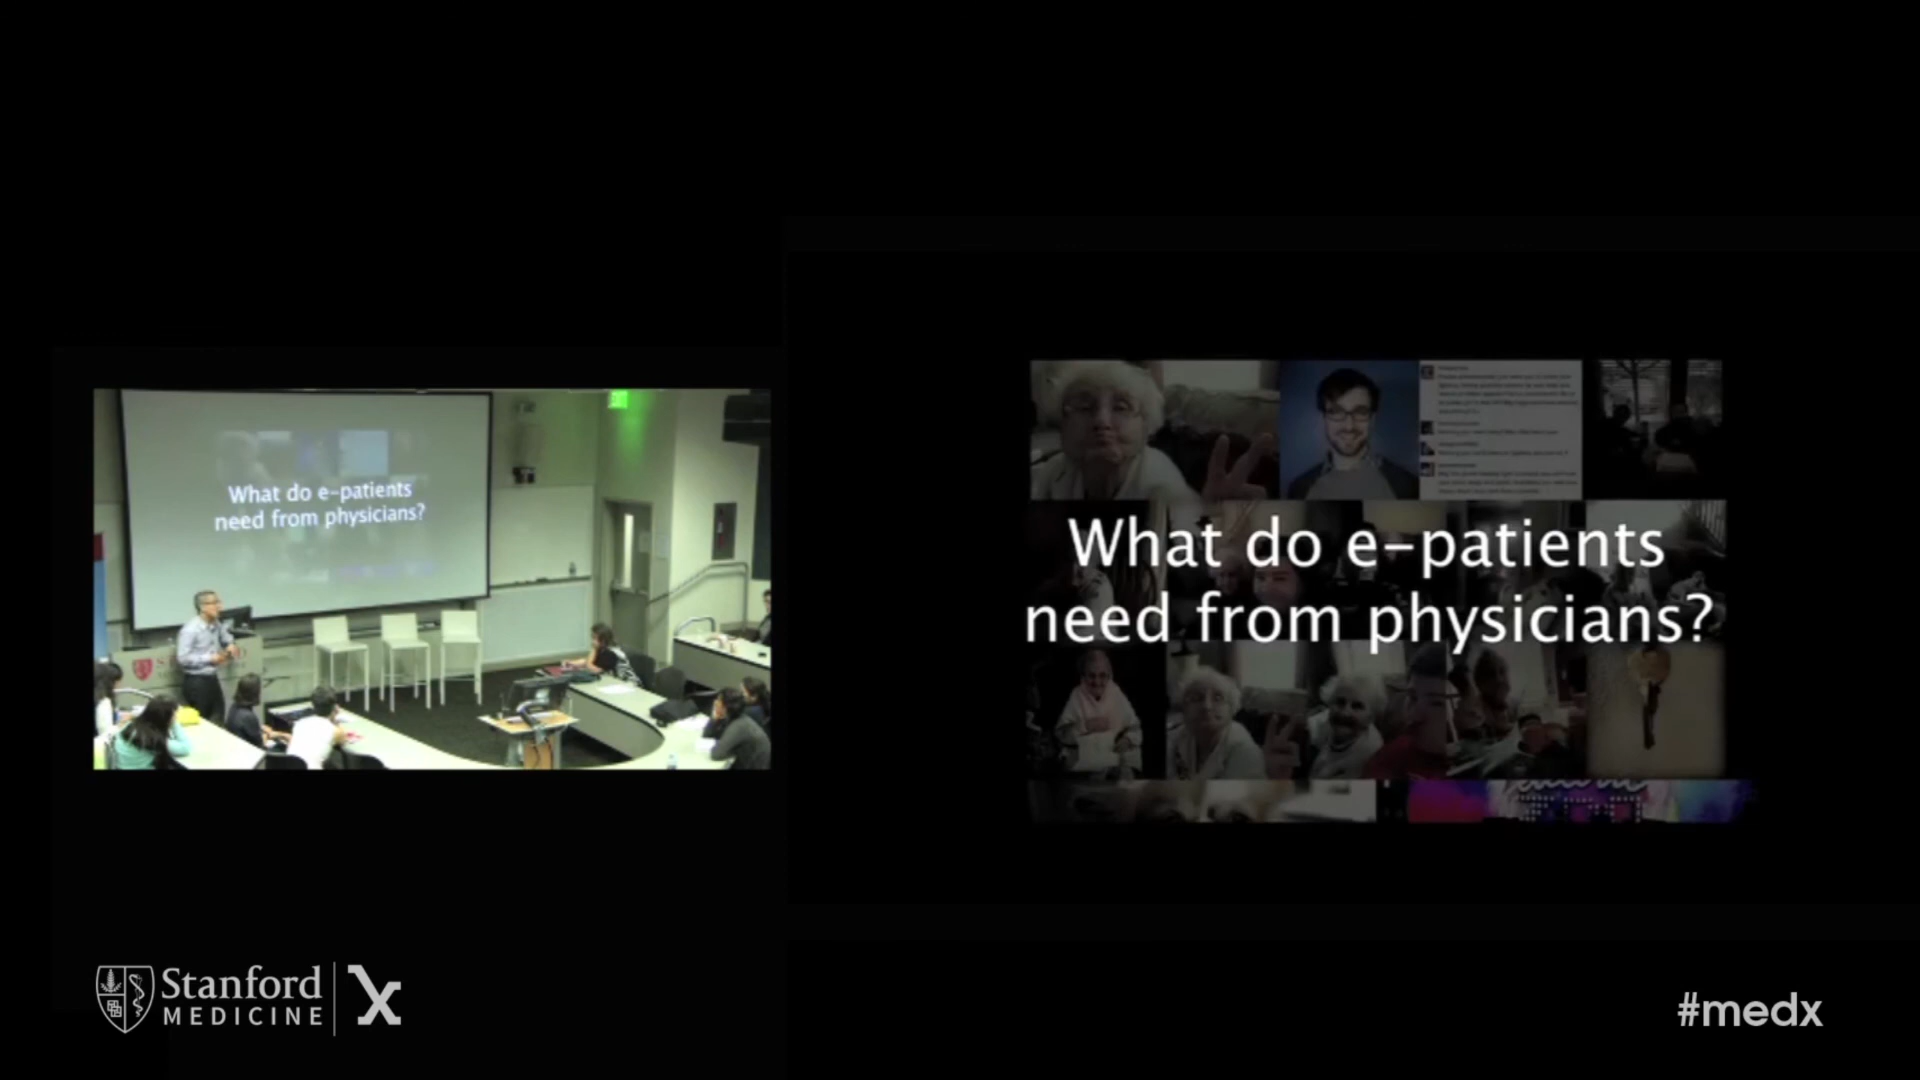 What do e-patients
need from physicians?
What do e-patients
need from physicians?
Stanford
MEDICINE
X
#medx